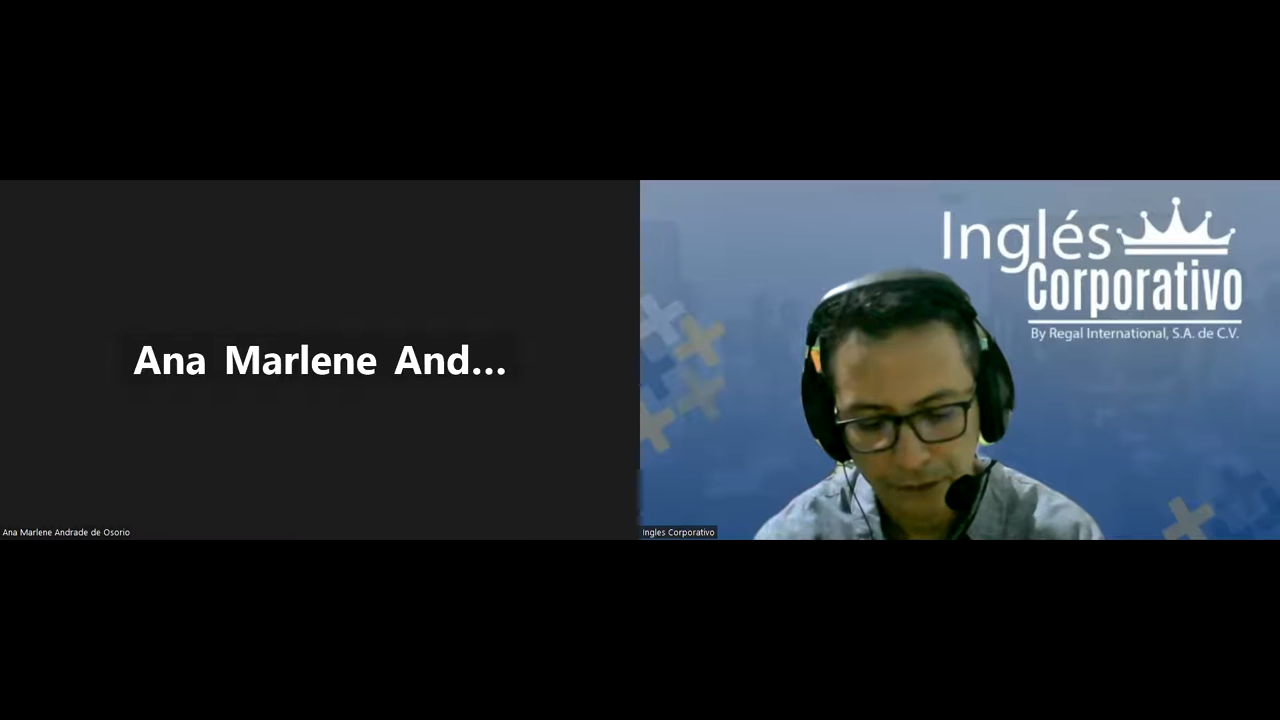 Ana Marlene And...
Ana Marlene Andrade de Osorio
Inglés
Corporativo
By Regal International, S.A. de C.V.
Ingles Corporativo